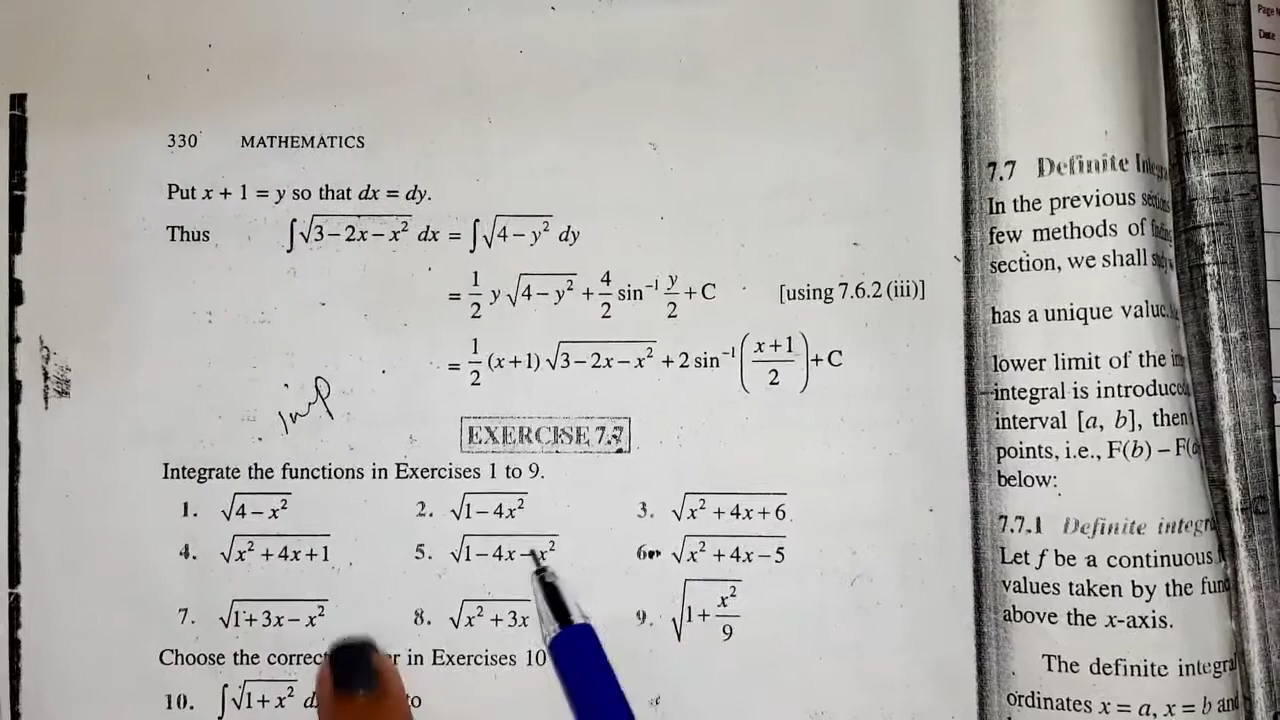 330 MATHEMATICS
Put x + 1 = y so that dx = dy.
Thus ∫√(3−2x−x²) dx = ∫√(4−y²) dy
= 1/2 y √(4−y²) + 4/2 sin⁻¹ y/2 + C [using 7.6.2 (iii)]
= 1/2 (x+1) √(3−2x−x²) + 2 sin⁻¹((x+1)/2) + C
Imp
EXERCISE 7.7
Integrate the functions in Exercises 1 to 9.
1. √(4−x²) 2. √(1−4x²) 3. √(x²+4x+6)
4. √(x²+4x+1) 5. √(1−4x−x²) 6. √(x²+4x−5)
7. √(1+3x−x²) 8. √(x²+3x) 9. √(1+x²/9)
Choose the correct in Exercises 10
10. ∫√(1+x²) to
7.7 Definite
In the previous
few methods of
section, we shall
has a unique value
lower limit of the
integral is introduced
interval [a, b], then
points, i.e., F(b) – F(
below:
7.7.1 Definite
Let f be a continuous
values taken by the
above the x-axis.
The definite
ordinates x = a, x = b and
Page
Date